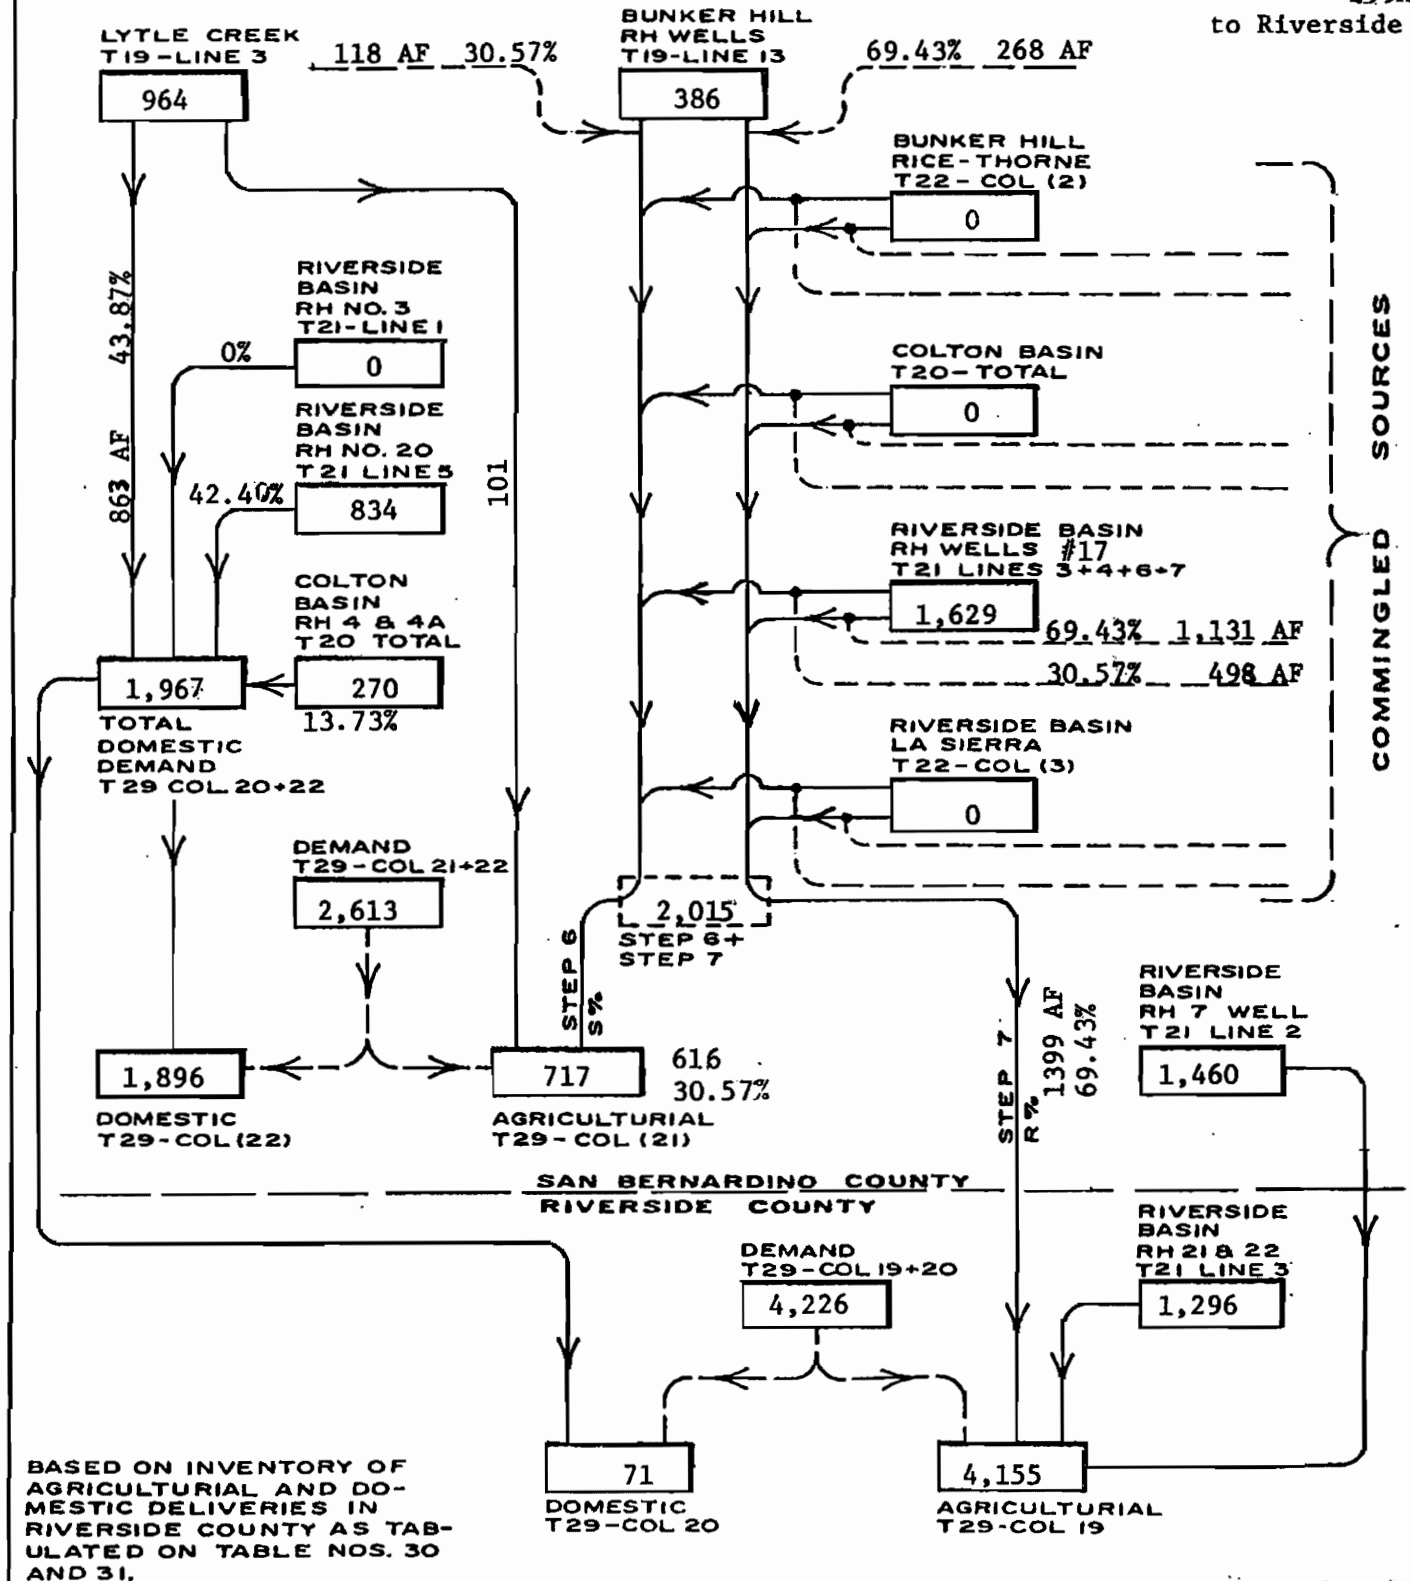 to Riverside
LYTLE CREEK
T19-LINE 3
964
118 AF 30.57%
BUNKER HILL
RH WELLS
T19-LINE 13
386
69.43% 268 AF
BUNKER HILL
RICE-THORNE
T22-COL (2)
0
COMMINGLED SOURCES
43.87%
863 AF
RIVERSIDE
BASIN
RH NO. 3
T21-LINE 1
0%
0
RIVERSIDE
BASIN
RH NO. 20
T21 LINE 5
42.40%
834
101
COLTON BASIN
T20-TOTAL
0
RIVERSIDE BASIN
RH WELLS #17
T21 LINES 3+4+6+7
1,629
69.43% 1,131 AF
30.57% 498 AF
COLTON
BASIN
RH 4 & 4A
T20 TOTAL
270
13.73%
1,967
TOTAL
DOMESTIC
DEMAND
T29 COL. 20+22
RIVERSIDE BASIN
LA SIERRA
T22-COL (3)
0
DEMAND
T29-COL 21+22
2,613
2,015
STEP 6+
STEP 7
STEP 6
S%
1,896
DOMESTIC
T29-COL (22)
717
616
30.57%
AGRICULTURIAL
T29-COL (21)
STEP 7
R%
1399 AF
69.43%
RIVERSIDE
BASIN
RH 7 WELL
T21 LINE 2
1,460
SAN BERNARDINO COUNTY
RIVERSIDE COUNTY
DEMAND
T29-COL 19+20
4,226
RIVERSIDE
BASIN
RH 21 & 22
T21 LINE 3
1,296
71
DOMESTIC
T29-COL 20
4,155
AGRICULTURIAL
T29-COL 19
BASED ON INVENTORY OF
AGRICULTURIAL AND DO-
MESTIC DELIVERIES IN
RIVERSIDE COUNTY AS TAB-
ULATED ON TABLE NOS. 30
AND 31.